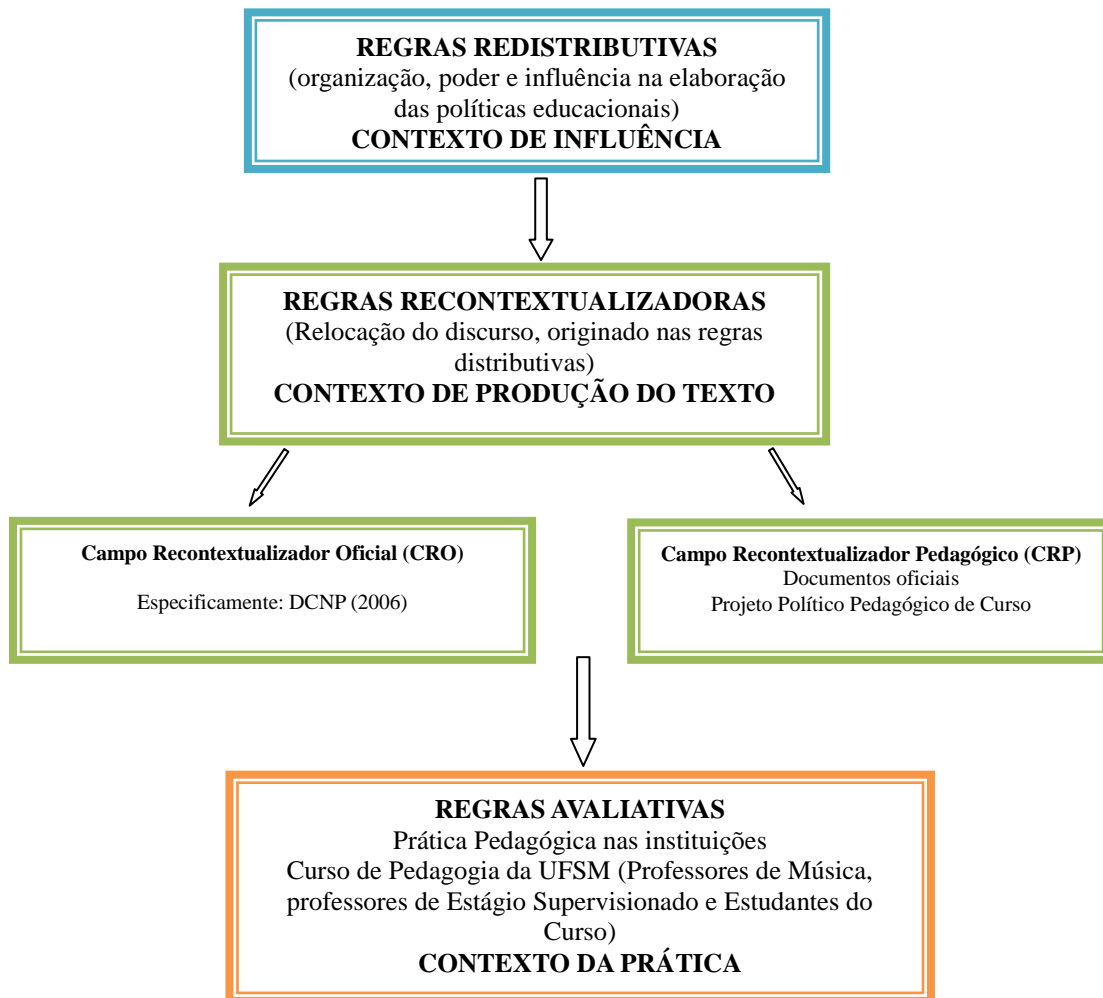 REGRAS REDISTRIBUTIVAS
(organização, poder e influência na elaboração
das políticas educacionais)
CONTEXTO DE INFLUÊNCIA
REGRAS RECONTEXTUALIZADORAS
(Relocação do discurso, originado nas regras
distributivas)
CONTEXTO DE PRODUÇÃO DO TEXTO
Campo Recontextualizador Oficial (CRO)
Especificamente: DCNP (2006)
Campo Recontextualizador Pedagógico (CRP)
Documentos oficiais
Projeto Político Pedagógico de Curso
REGRAS AVALIATIVAS
Prática Pedagógica nas instituições
Curso de Pedagogia da UFSM (Professores de Música,
professores de Estágio Supervisionado e Estudantes do
Curso)
CONTEXTO DA PRÁTICA